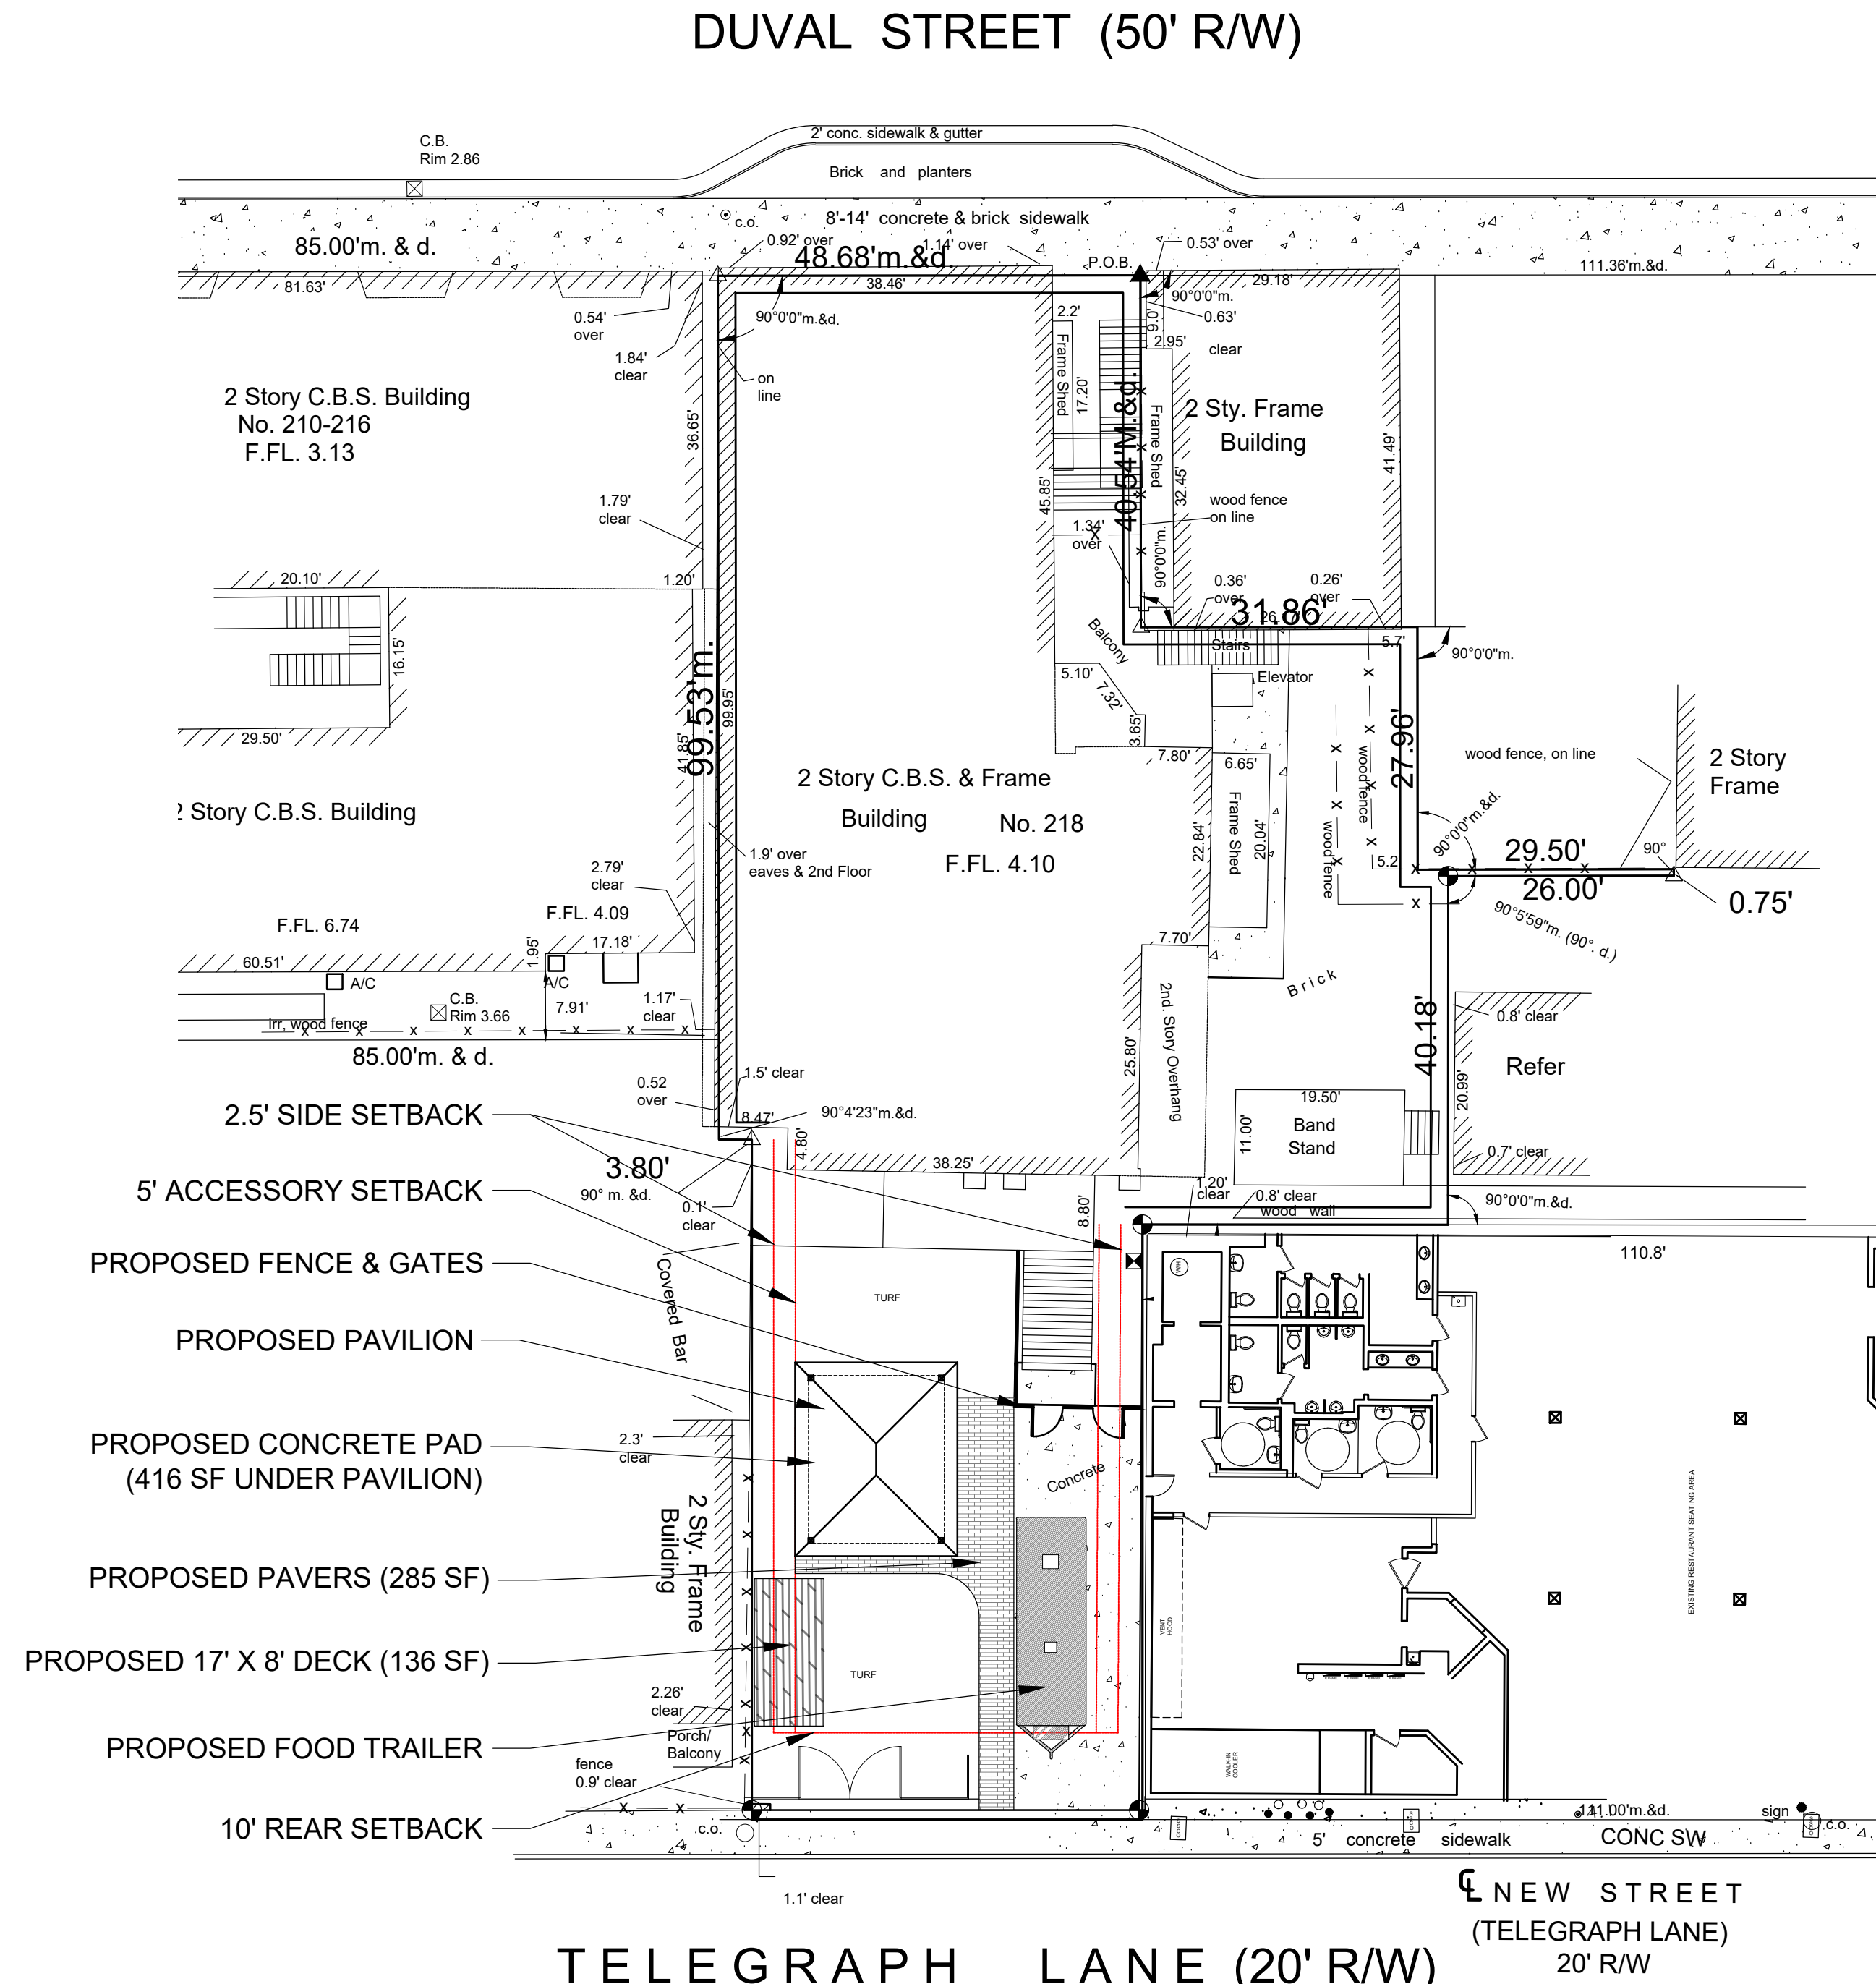 DUVAL STREET (50' R/W)
2' conc. sidewalk & gutter
C.B.
Rim 2.86
Brick and planters
c.o.
8'-14' concrete & brick sidewalk
85.00'm. & d.
0.92' over
1.14' over
0.53' over
48.68'm.&d.
P.O.B.
111.36'm.&d.
81.63'
38.46'
29.18'
90°0'0"m.
0.54'
over
90°0'0"m.&d.
2.2'
6.0'
0.63'
clear
2.95'
1.84'
clear
on
line
Frame Shed
17.20'
40.54'M.&d.
Frame Shed
2 Story C.B.S. Building
No. 210-216
F.FL. 3.13
2 Sty. Frame
Building
36.65'
41.49'
45.85'
32.45'
1.79'
clear
wood fence
on line
1.34'
over
90°0'0"m.
20.10'
1.20'
0.36'
over
0.26'
over
31.86'
16.15'
Balcony
Stairs
5.7'
90°0'0"m.
5.10'
7.32'
Elevator
3.65'
99.53'm.
99.95'
41.85'
27.96'
29.50'
7.80'
6.65'
wood fence
wood fence
wood fence, on line
2 Story
Frame
2 Story C.B.S. & Frame
Building No. 218
F.FL. 4.10
2 Story C.B.S. Building
22.84'
Frame Shed
20.04'
90°0'0"m.&d.
29.50'
90°
5.2'
26.00'
0.75'
1.9' over
eaves & 2nd Floor
2.79'
clear
F.FL. 4.09
F.FL. 6.74
90°5'59"m. (90°. d.)
17.18'
1.95'
60.51'
7.70'
A/C
A/C
C.B.
Rim 3.66
7.91'
1.17'
clear
irr, wood fence
Brick
2nd. Story Overhang
40.18'
0.8' clear
85.00'm. & d.
25.80'
Refer
20.99'
1.5' clear
0.52
over
19.50'
Band
Stand
11.00'
2.5' SIDE SETBACK
8.47'
90°4'23"m.&d.
4.80'
38.25'
0.7' clear
3.80'
90° m. &d.
5' ACCESSORY SETBACK
0.1'
clear
8.80'
1.20'
clear
0.8' clear
wood wall
90°0'0"m.&d.
110.8'
PROPOSED FENCE & GATES
Covered Bar
TURF
WH
PROPOSED PAVILION
PROPOSED CONCRETE PAD
(416 SF UNDER PAVILION)
2.3'
clear
Concrete
2 Sty. Frame
Building
EXISTING RESTAURANT SEATING AREA
PROPOSED PAVERS (285 SF)
VENT
HOOD
PROPOSED 17' X 8' DECK (136 SF)
TURF
2.26'
clear
Porch/
Balcony
PROPOSED FOOD TRAILER
WALK-IN
COOLER
fence
0.9' clear
10' REAR SETBACK
c.o.
111.00'm.&d.
sign
c.o.
5' concrete sidewalk
CONC SW
1.1' clear
℄ NEW STREET
(TELEGRAPH LANE)
20' R/W
TELEGRAPH LANE (20' R/W)